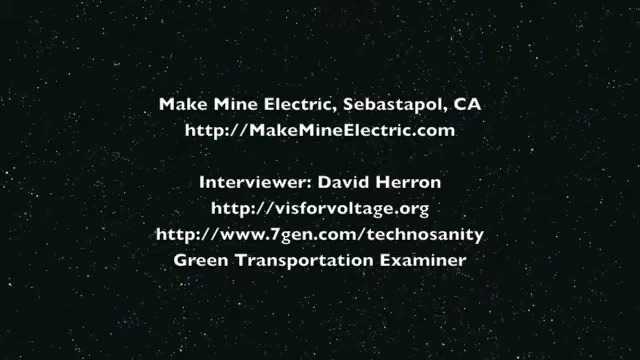 Make Mine Electric, Sebastapol, CA
http://MakeMineElectric.com
Interviewer: David Herron
http://visforvoltage.org
http://www.7gen.com/technosanity
Green Transportation Examiner